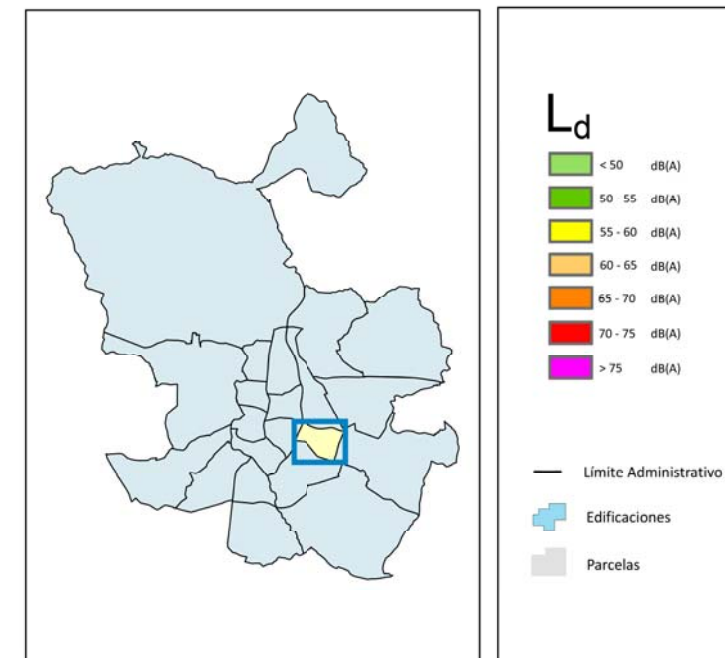 Ld
< 50 dB(A)
50 55 dB(A)
55 - 60 dB(A)
60 - 65 dB(A)
65 - 70 dB(A)
70 - 75 dB(A)
> 75 dB(A)
Límite Administrativo
Edificaciones
Parcelas